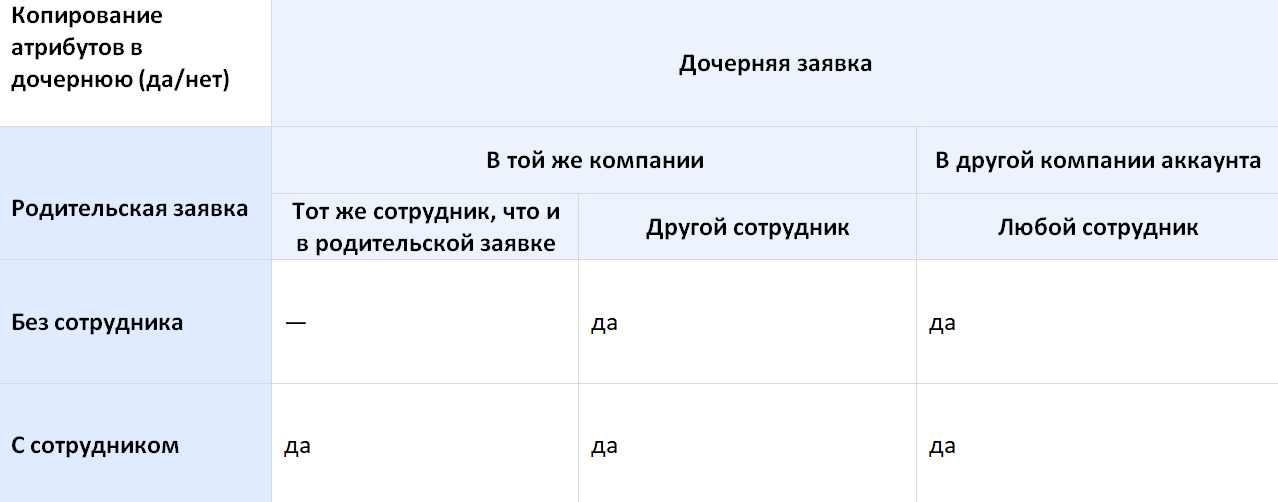 Копирование
атрибутов в
дочернюю (да/нет)
Дочерняя заявка
Родительская заявка
В той же компании
В другой компании аккаунта
Тот же сотрудник, что и
в родительской заявке
Другой сотрудник
Любой сотрудник
Без сотрудника
—
да
да
С сотрудником
да
да
да